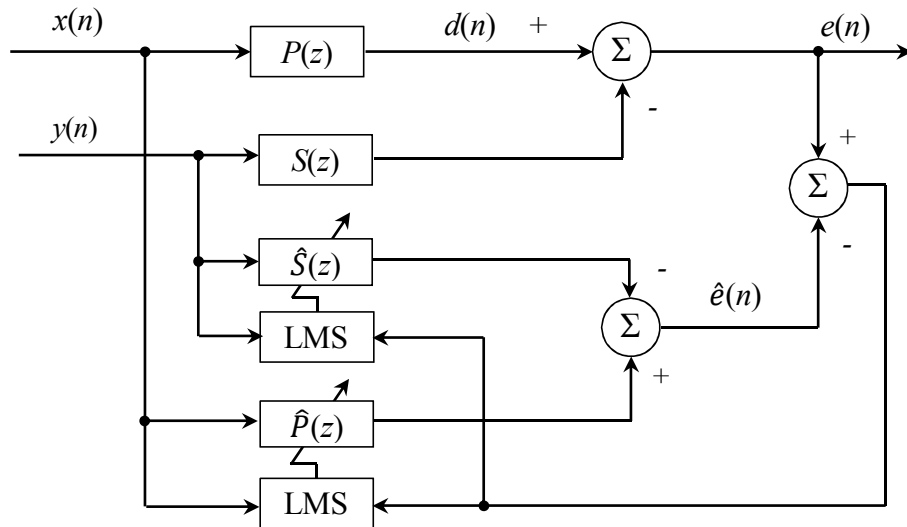 x(n) d(n) + e(n)
P(z) Σ
-
y(n)
S(z) + Σ
Ŝ(z) - -
ê(n)
LMS Σ
+
P̂(z)
LMS